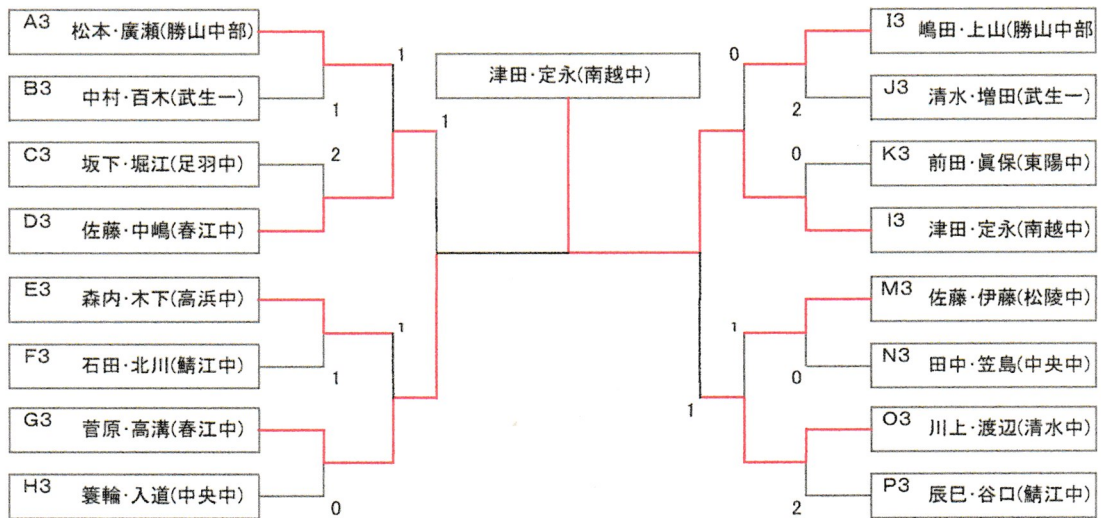 A3 松本・廣瀬(勝山中部)
1
B3 中村・百木(武生一)
1
1
C3 坂下・堀江(足羽中)
2
D3 佐藤・中嶋(春江中)
E3 森内・木下(高浜中)
1
F3 石田・北川(鯖江中)
1
G3 菅原・高溝(春江中)
H3 簑輪・入道(中央中)
0
津田・定永(南越中)
I3 嶋田・上山(勝山中部
0
J3 清水・増田(武生一)
2
K3 前田・眞保(東陽中)
0
I3 津田・定永(南越中)
M3 佐藤・伊藤(松陵中)
1
N3 田中・笠島(中央中)
0
1
O3 川上・渡辺(清水中)
P3 辰巳・谷口(鯖江中)
2